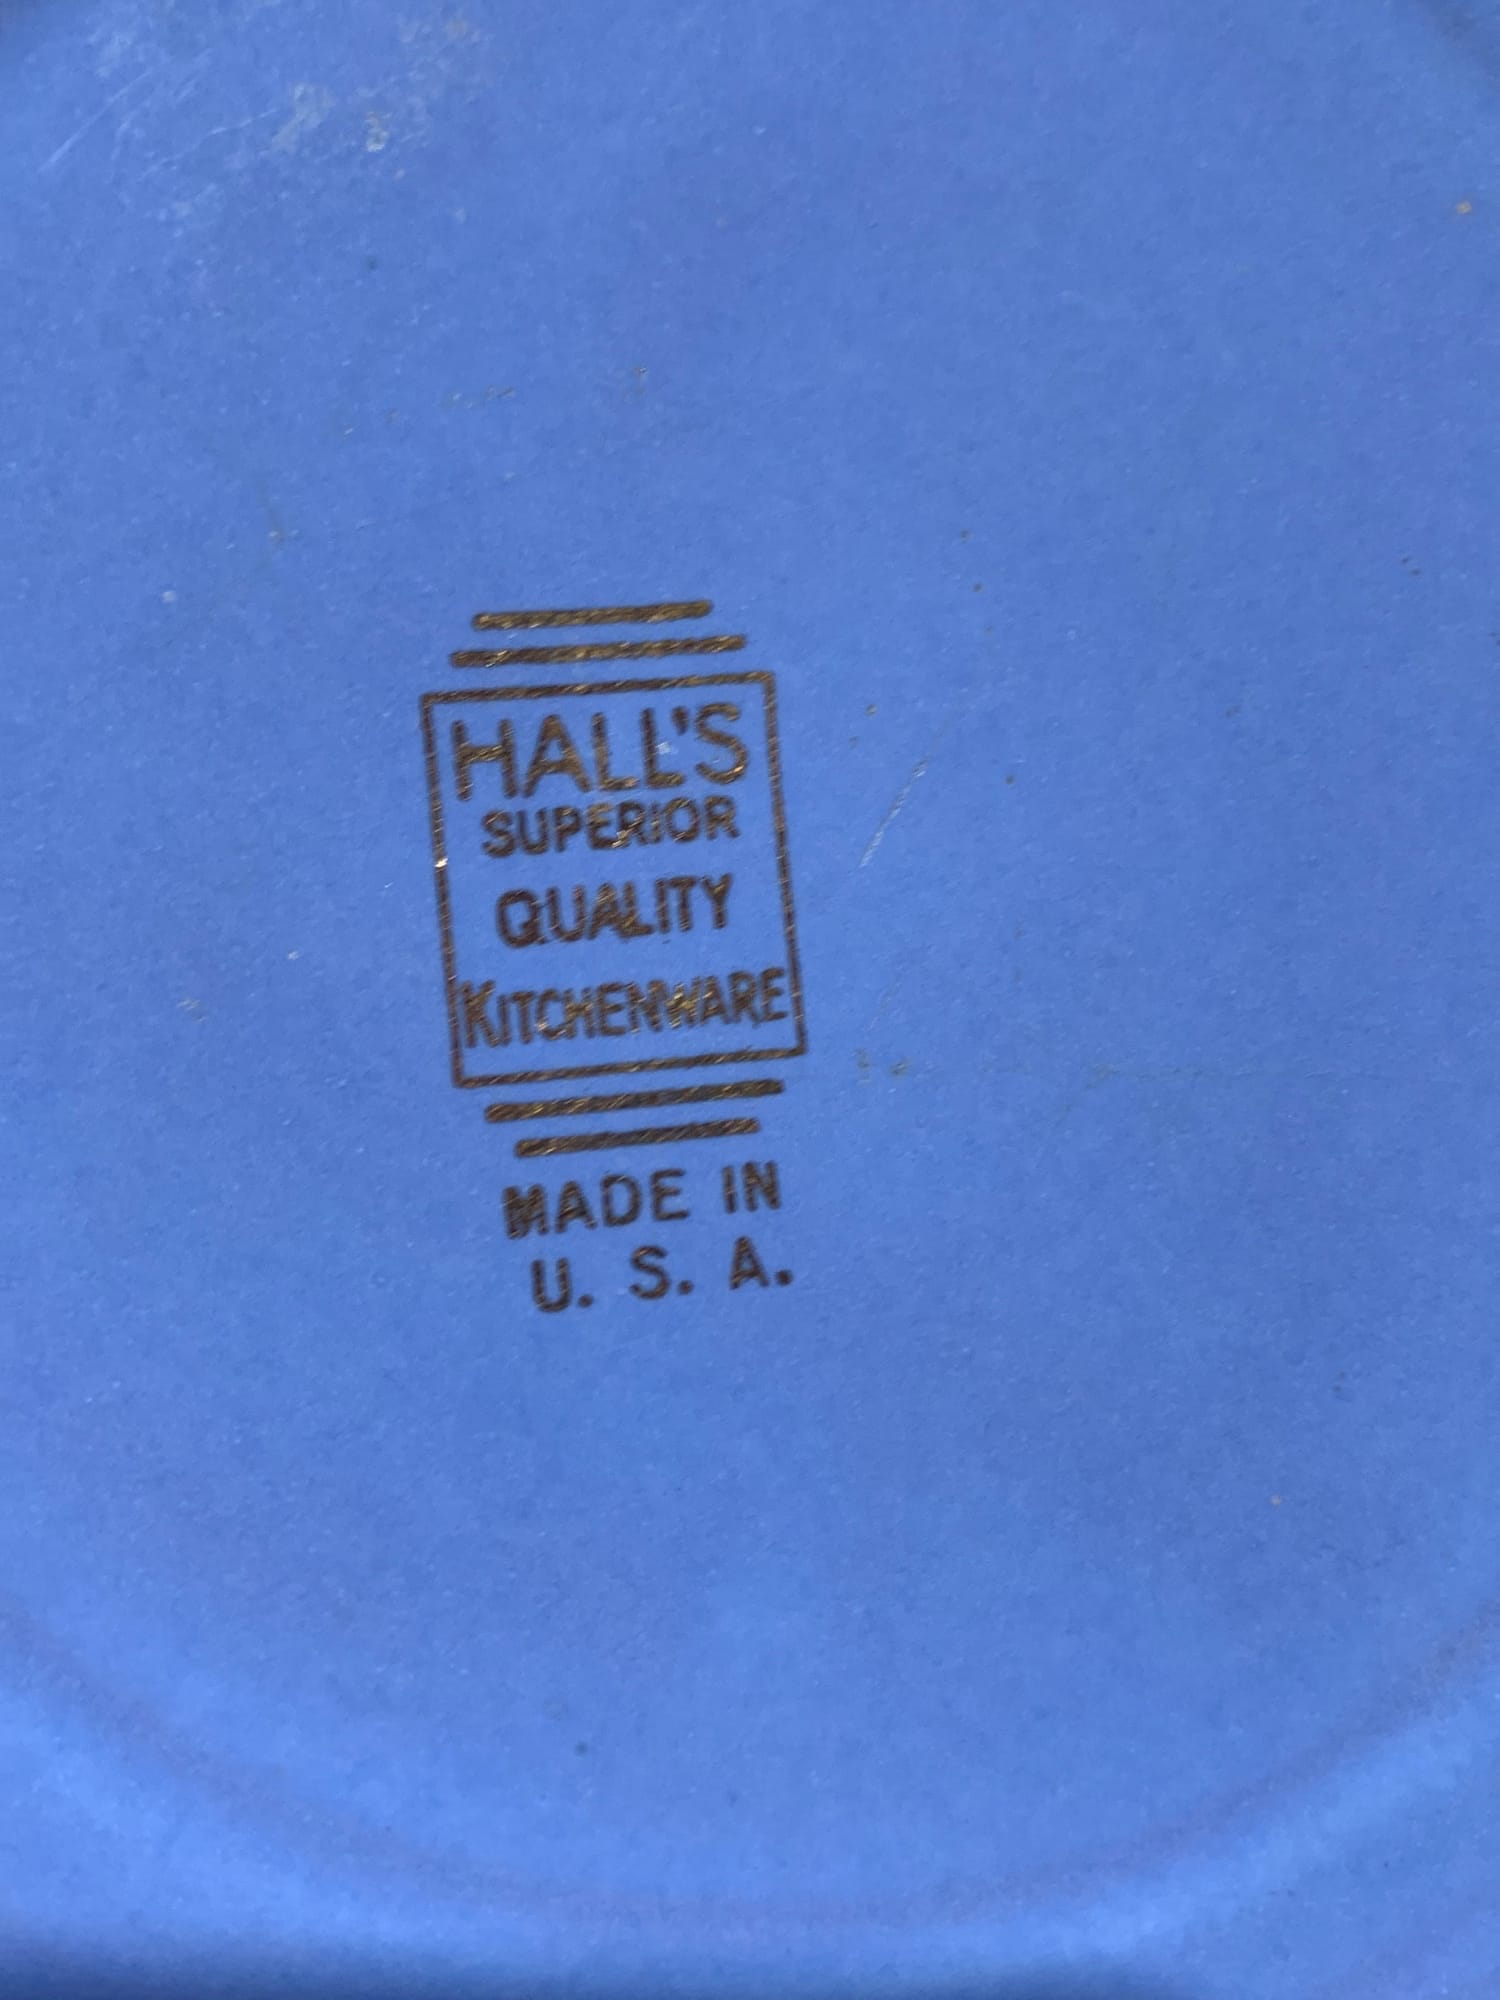 HALL'S
SUPERIOR
QUALITY
KITCHENWARE
MADE IN
U. S. A.